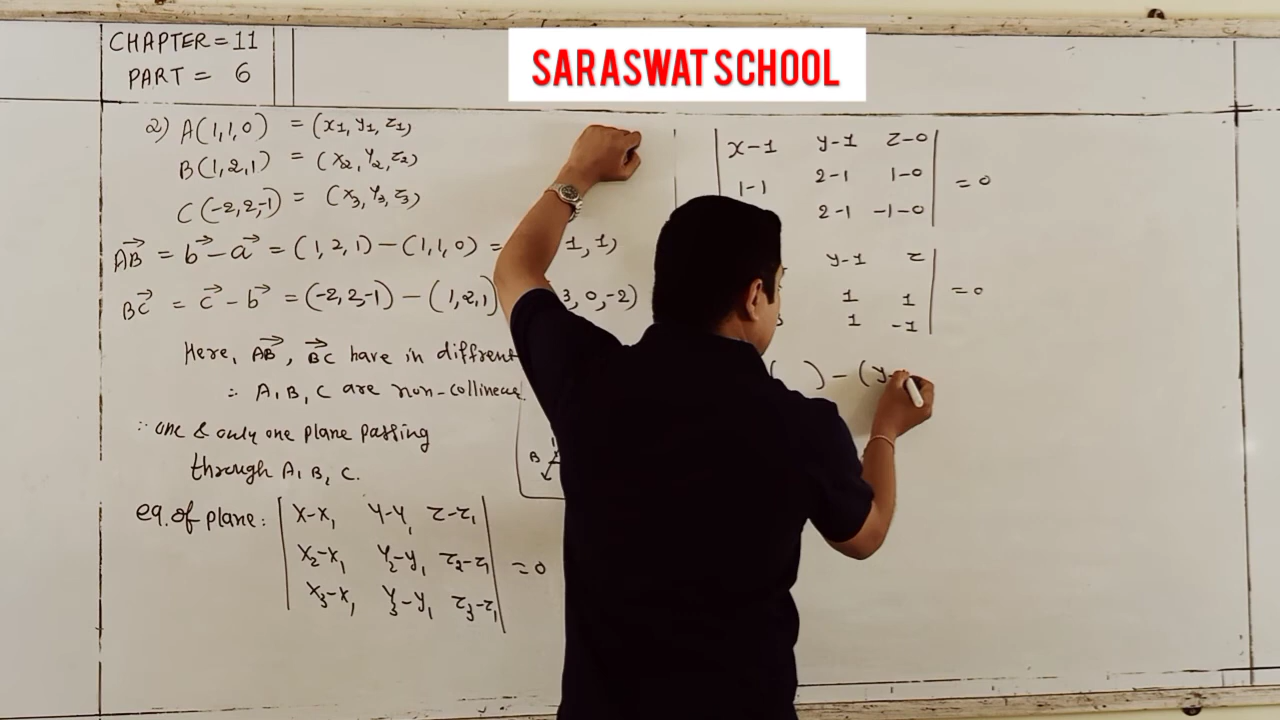 CHAPTER = 11
PART = 6
SARASWAT SCHOOL
2) A(1,1,0) = (x1, y1, z1)
B(1,2,1) = (x2, y2, z2)
C(-2,2,-1) = (x3, y3, z3)
AB→ = b→ - a→ = (1,2,1) - (1,1,0) = 1, 1)
BC→ = c→ - b→ = (-2,2,-1) - (1,2,1) 3, 0, -2)
Here, AB→, BC→ have in diffrent
∴ A, B, C are non-collinear.
∴ one & only one plane passing
through A, B, C.
B
eq. of plane: | x-x1 y-y1 z-z1 |
x2-x1 y2-y1 z2-z1 = 0
x3-x1 y3-y1 z3-z1
| x-1 y-1 z-0 |
1-1 2-1 1-0 = 0
2-1 -1-0
y-1 z
1 1 = 0
1 -1
( ) - (y-